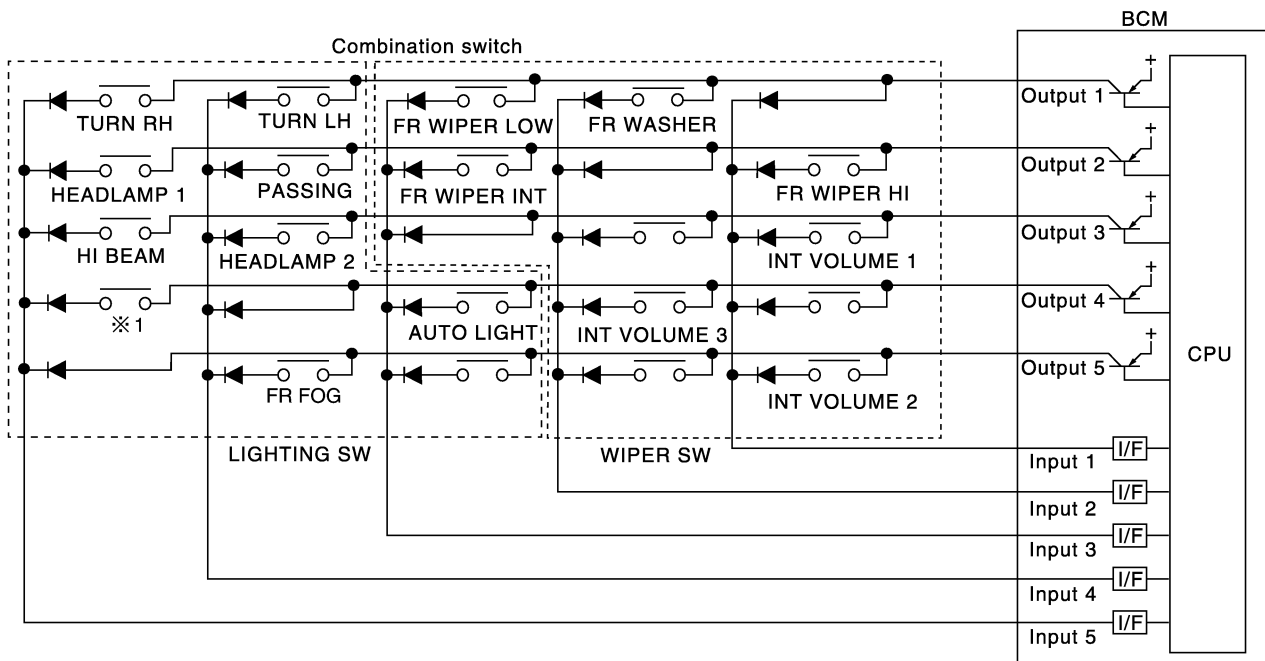 BCM
Combination switch
+
Output 1
TURN RH
TURN LH
FR WIPER LOW
FR WASHER
+
Output 2
HEADLAMP 1
PASSING
FR WIPER INT
FR WIPER HI
+
Output 3
HI BEAM
HEADLAMP 2
INT VOLUME 1
+
Output 4
※1
AUTO LIGHT
INT VOLUME 3
+
Output 5
CPU
FR FOG
INT VOLUME 2
LIGHTING SW
WIPER SW
Input 1
I/F
Input 2
I/F
Input 3
I/F
Input 4
I/F
Input 5
I/F